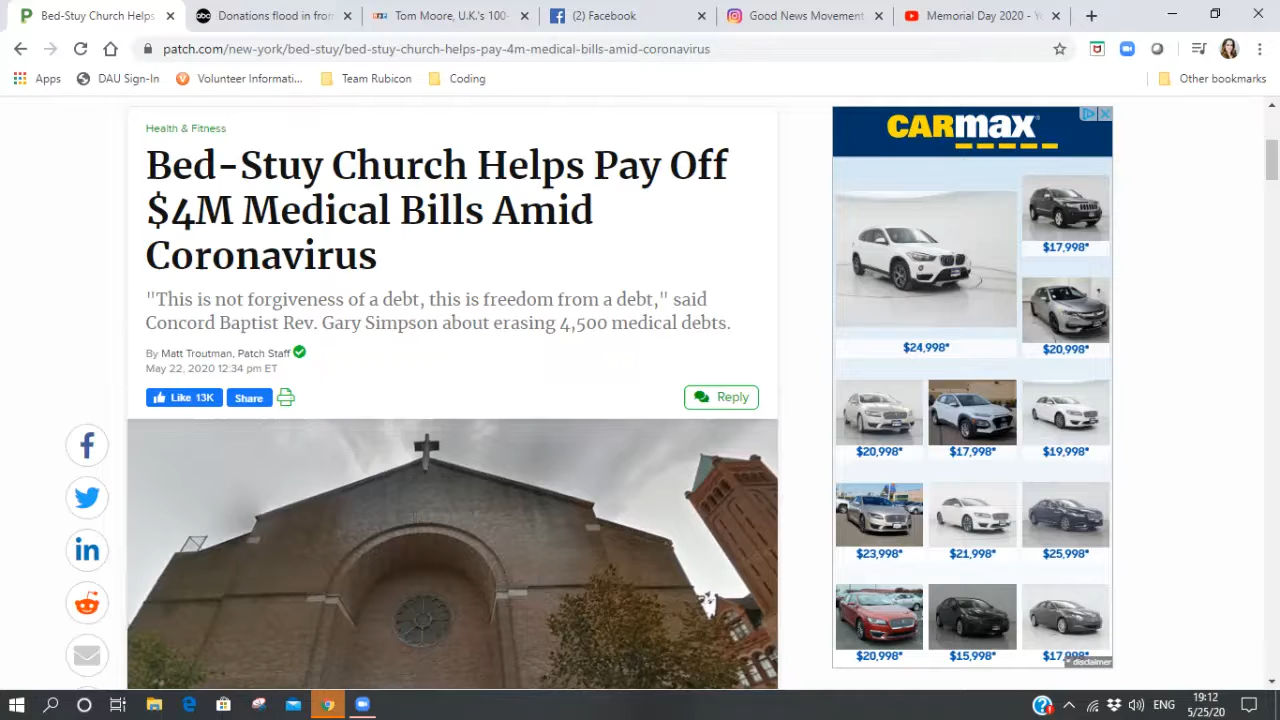 Bed-Stuy Church Helps
Donations flood in from
Tom Moore, U.K.'s 100-
(2) Facebook
Good News Movement
Memorial Day 2020 -
patch.com/new-york/bed-stuy/bed-stuy-church-helps-pay-4m-medical-bills-amid-coronavirus
Apps
DAU Sign-In
Volunteer Informati...
Team Rubicon
Coding
Other bookmarks
Health & Fitness
Bed-Stuy Church Helps Pay Off
$4M Medical Bills Amid
Coronavirus
"This is not forgiveness of a debt, this is freedom from a debt," said
Concord Baptist Rev. Gary Simpson about erasing 4,500 medical debts.
By Matt Troutman, Patch Staff
May 22, 2020 12:34 pm ET
Like 13K
Share
Reply
CARMAX
$24,998*
$17,998*
$20,998*
$20,998*
$17,998*
$19,998*
$23,998*
$21,998*
$25,998*
$20,998*
$15,998*
$17,998*
* disclaimer
ENG
19:12
5/25/20